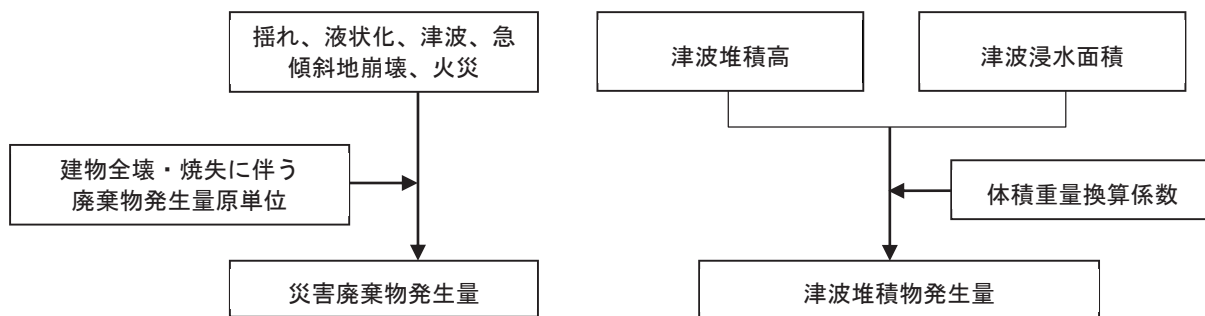 揺れ、液状化、津波、急
傾斜地崩壊、火災
建物全壊・焼失に伴う
廃棄物発生量原単位
災害廃棄物発生量
津波堆積高
津波浸水面積
体積重量換算係数
津波堆積物発生量